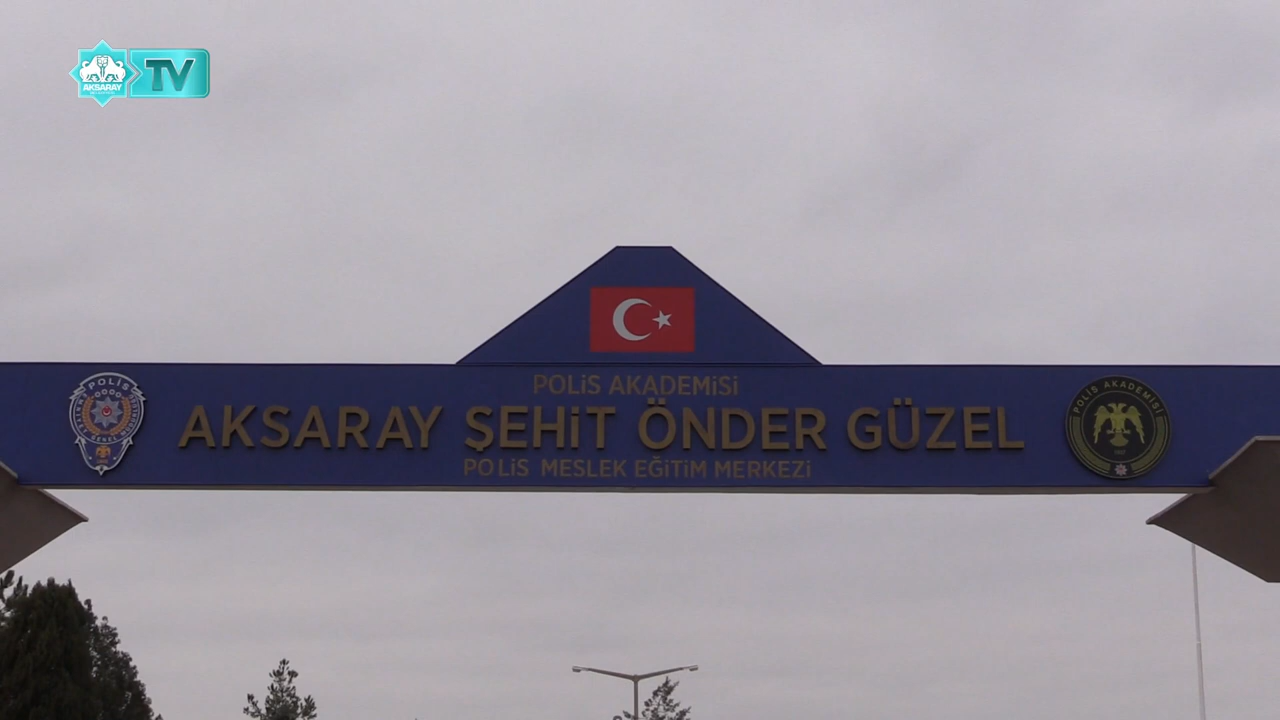 AKSARAY
TV
POLİS AKADEMİSİ
AKSARAY ŞEHİT ÖNDER GÜZEL
POLİS MESLEK EĞİTİM MERKEZİ
POLİS
POLİS AKADEMİSİ